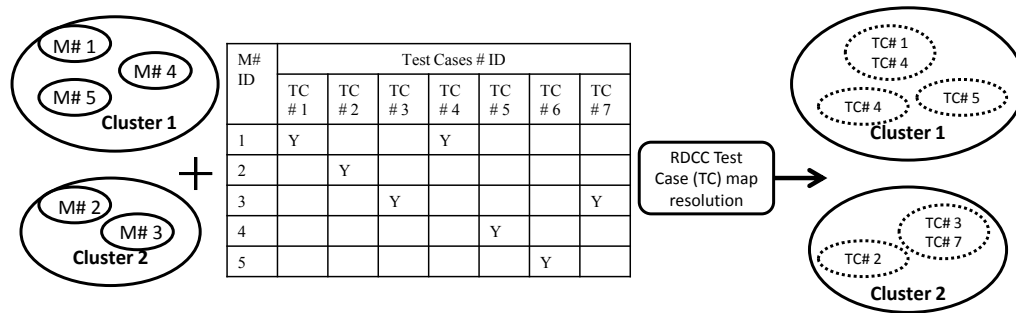 M# 1
M# 4
M# 5
Cluster 1
M# 2
M# 3
Cluster 2
M# ID Test Cases # ID
TC # 1 TC # 2 TC # 3 TC # 4 TC # 5 TC # 6 TC # 7
1 Y Y
2 Y
3 Y Y
4 Y
5 Y
RDCC Test
Case (TC) map
resolution
TC# 1
TC# 4
TC# 4
TC# 5
Cluster 1
TC# 3
TC# 7
TC# 2
Cluster 2